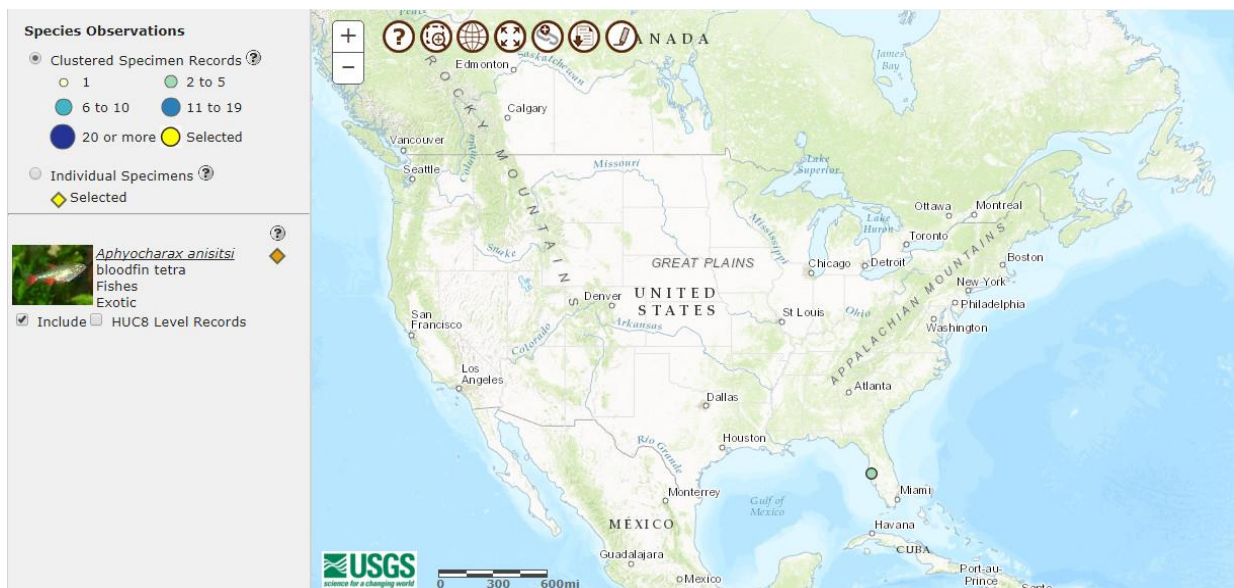 Species Observations
Clustered Specimen Records ?
1
2 to 5
6 to 10
11 to 19
20 or more
Selected
Individual Specimens ?
Selected
?
Aphyocharax anisitsi
bloodfin tetra
Fishes
Exotic
Include
HUC8 Level Records
+
−
?
CANADA
Edmonton
Saskatchewan
James
Bay
ROCKY MOUNTAINS
Calgary
Vancouver
Columbia
Seattle
Missouri
Lake
Superior
Ottawa
Montreal
Mississippi
Lake
Huron
Toronto
Snake
GREAT PLAINS
Chicago
Detroit
Boston
APPALACHIAN MOUNTAINS
New York
Denver
UNITED
STATES
Philadelphia
San
Francisco
St Louis
Ohio
Washington
Colorado
Arkansas
Los
Angeles
Atlanta
Dallas
Houston
Rio Grande
Miami
Monterrey
Gulf of
Mexico
MÉXICO
Havana
CUBA
Guadalajara
Mexico
Port-au-
Prince
USGS
science for a changing world
0 300 600mi